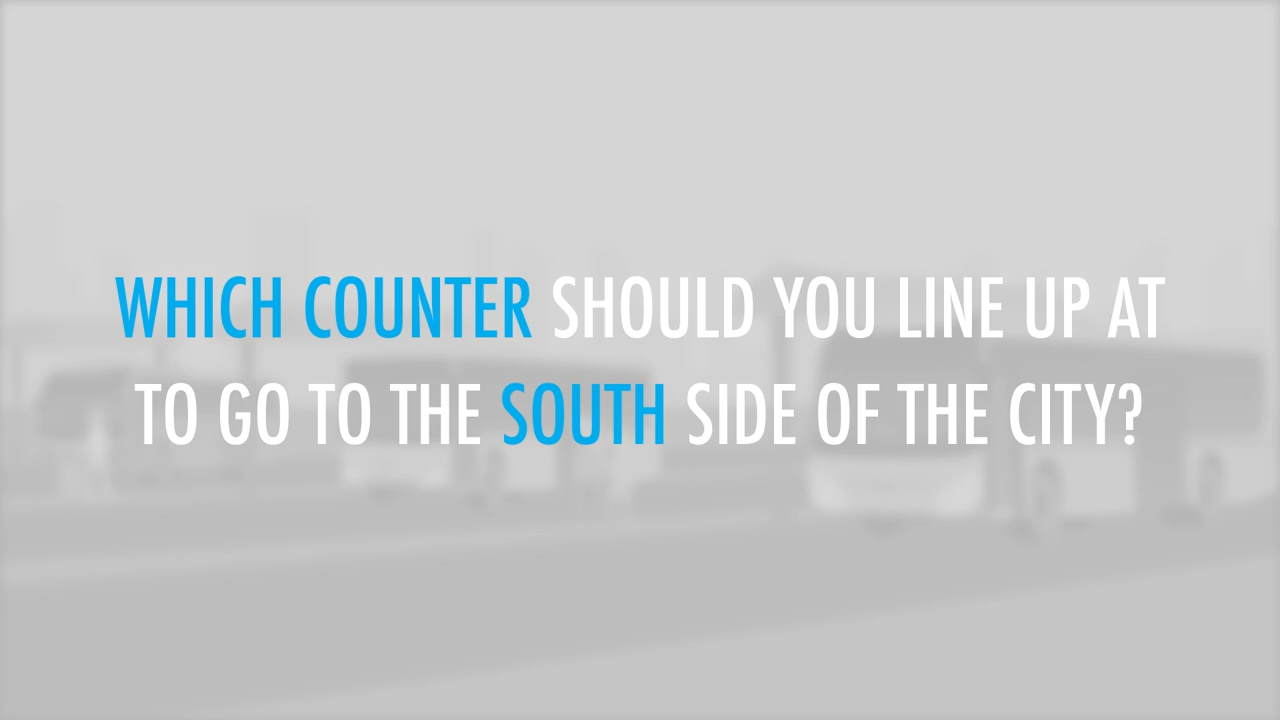 WHICH COUNTER SHOULD YOU LINE UP AT
TO GO TO THE SOUTH SIDE OF THE CITY?